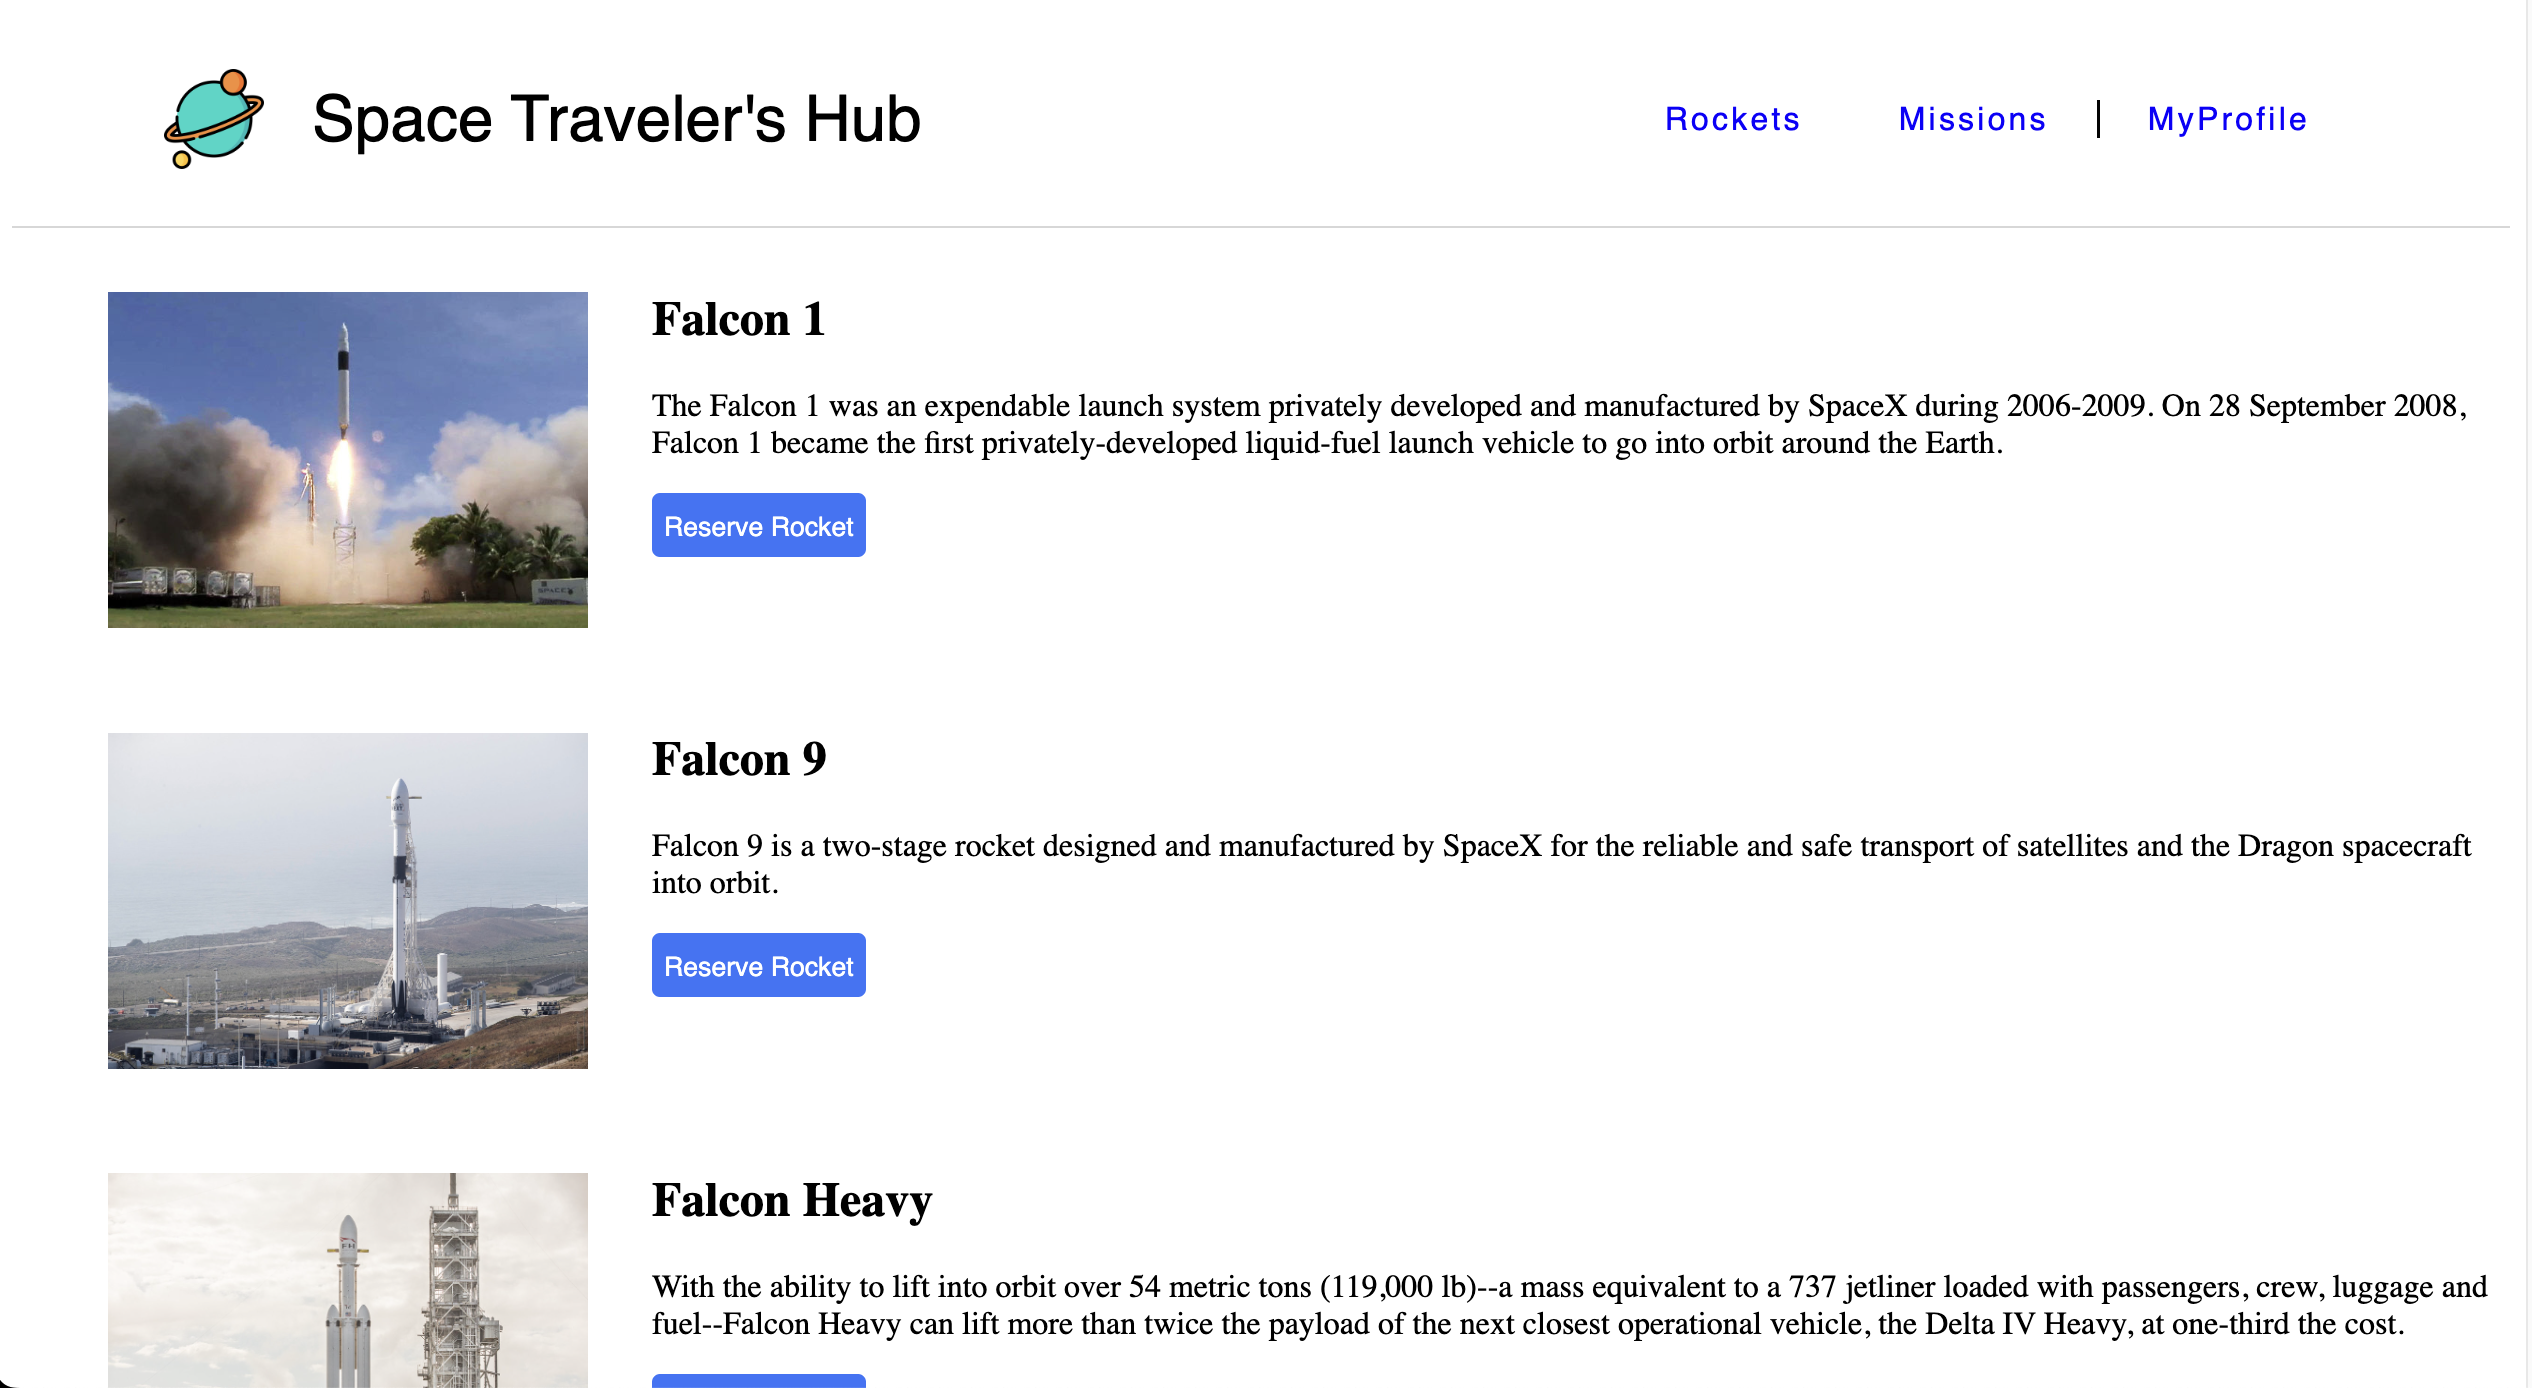 Space Traveler's Hub
Rockets
Missions
MyProfile
Falcon 1
The Falcon 1 was an expendable launch system privately developed and manufactured by SpaceX during 2006-2009. On 28 September 2008,
Falcon 1 became the first privately-developed liquid-fuel launch vehicle to go into orbit around the Earth.
Reserve Rocket
SPACEX
Falcon 9
Falcon 9 is a two-stage rocket designed and manufactured by SpaceX for the reliable and safe transport of satellites and the Dragon spacecraft
into orbit.
Reserve Rocket
Falcon Heavy
With the ability to lift into orbit over 54 metric tons (119,000 lb)--a mass equivalent to a 737 jetliner loaded with passengers, crew, luggage and
fuel--Falcon Heavy can lift more than twice the payload of the next closest operational vehicle, the Delta IV Heavy, at one-third the cost.